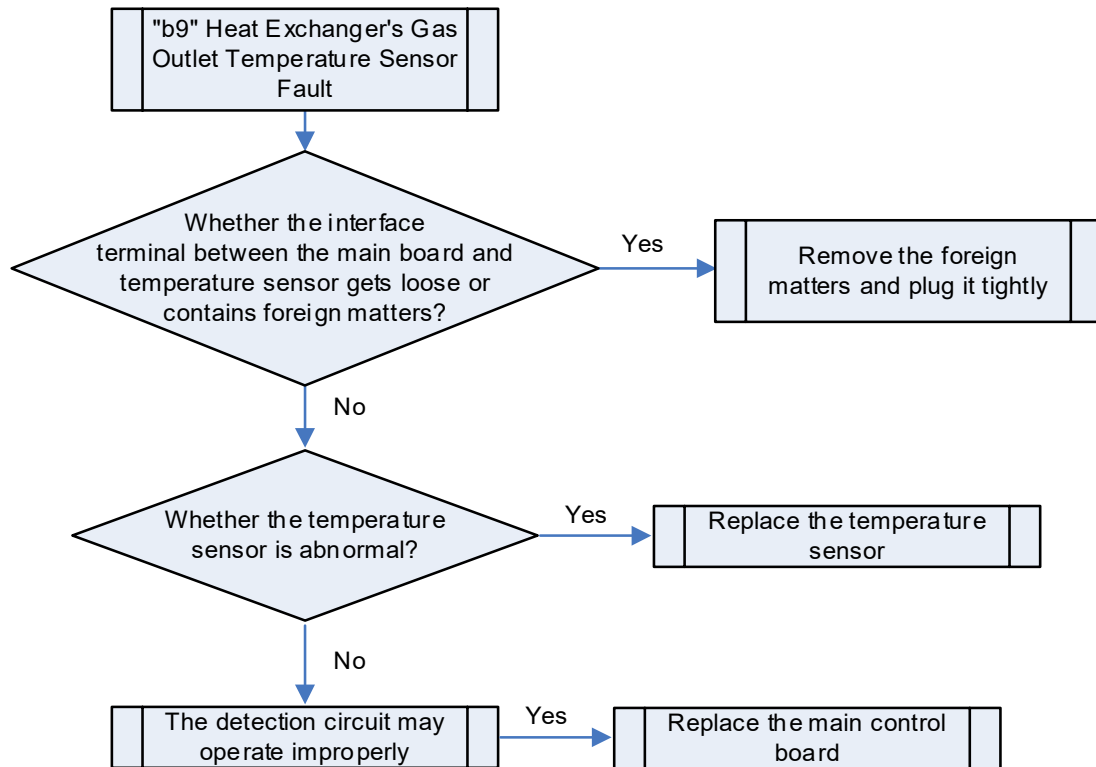 "b9" Heat Exchanger's Gas
Outlet Temperature Sensor
Fault
Whether the interface
terminal between the main board and
temperature sensor gets loose or
contains foreign matters?
Yes
Remove the foreign
matters and plug it tightly
No
Whether the temperature
sensor is abnormal?
Yes
Replace the temperature
sensor
No
The detection circuit may
operate improperly
Yes
Replace the main control
board